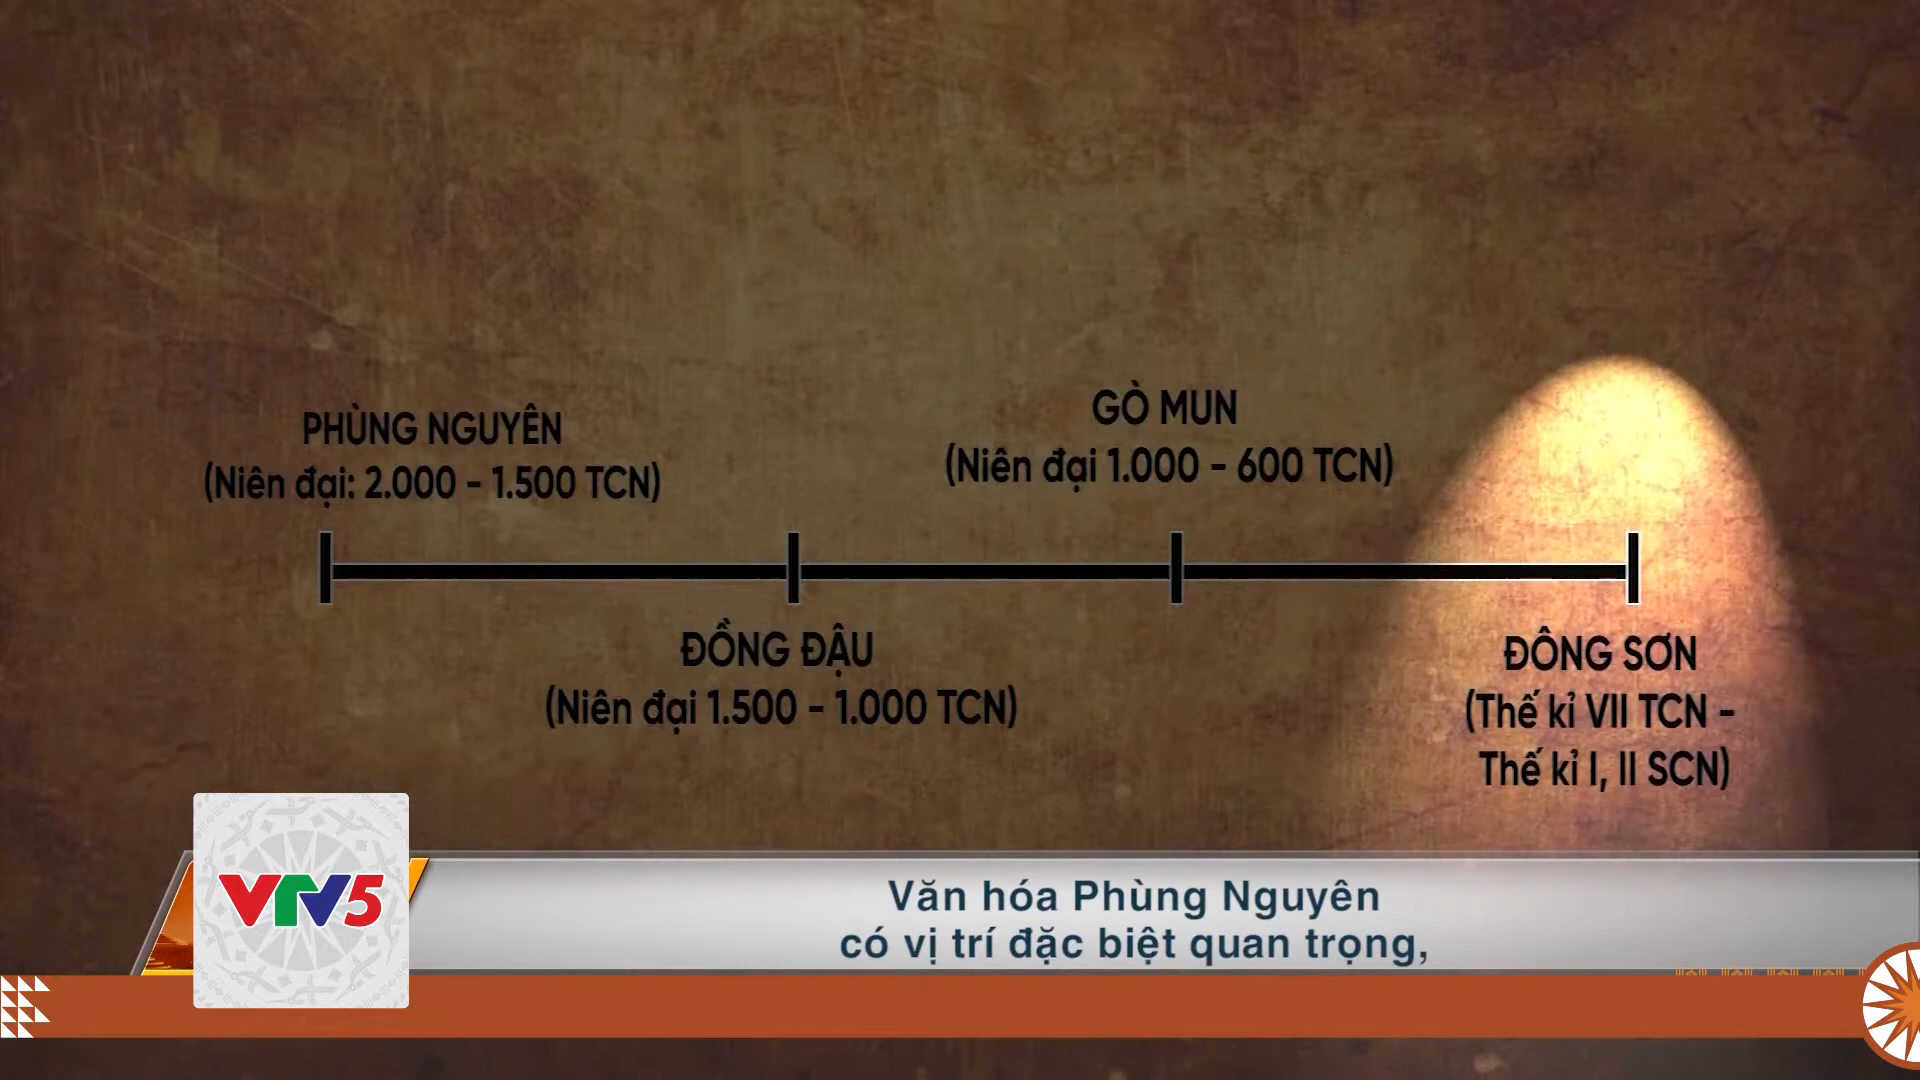 PHÙNG NGUYÊN
(Niên đại: 2.000 - 1.500 TCN)
GÒ MUN
(Niên đại 1.000 - 600 TCN)
ĐỒNG ĐẬU
(Niên đại 1.500 - 1.000 TCN)
ĐÔNG SƠN
(Thế kỉ VII TCN -
Thế kỉ I, II SCN)
VTV5
Văn hóa Phùng Nguyên
có vị trí đặc biệt quan trọng,